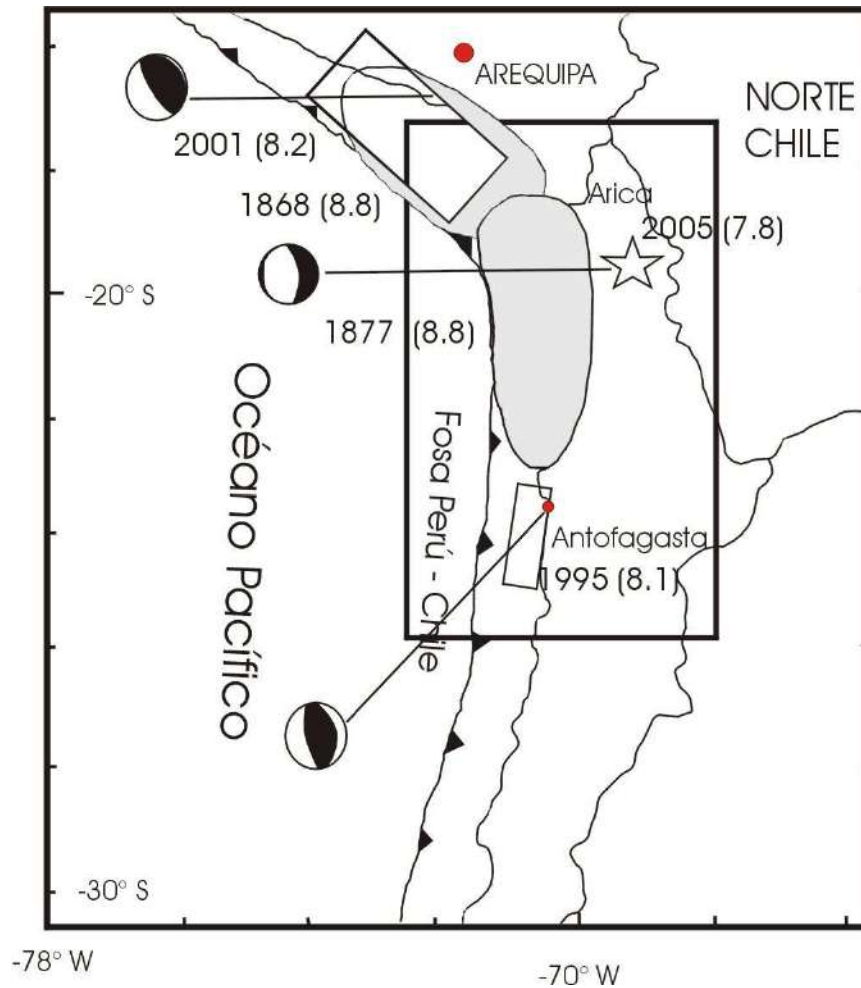 AREQUIPA
NORTE
CHILE
2001 (8.2)
1868 (8.8)
Arica
2005 (7.8)
-20° S
1877 (8.8)
Océano Pacífico
Fosa Perú - Chile
Antofagasta
1995 (8.1)
-30° S
-78° W
-70° W